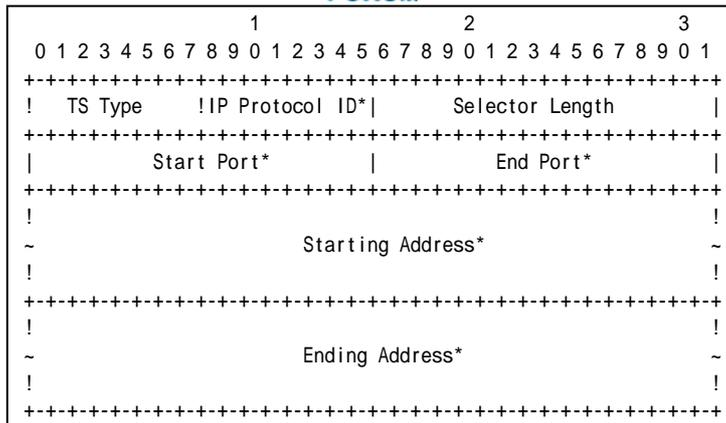 1                   2                   3
 0 1 2 3 4 5 6 7 8 9 0 1 2 3 4 5 6 7 8 9 0 1 2 3 4 5 6 7 8 9 0 1
+-+-+-+-+-+-+-+-+-+-+-+-+-+-+-+-+-+-+-+-+-+-+-+-+-+-+-+-+-+-+-+-+
!   TS Type     !IP Protocol ID*|       Selector Length         |
+-+-+-+-+-+-+-+-+-+-+-+-+-+-+-+-+-+-+-+-+-+-+-+-+-+-+-+-+-+-+-+-+
|           Start Port*         |           End Port*           |
+-+-+-+-+-+-+-+-+-+-+-+-+-+-+-+-+-+-+-+-+-+-+-+-+-+-+-+-+-+-+-+-+
!                                                               !
~                         Starting Address*                     ~
!                                                               !
+-+-+-+-+-+-+-+-+-+-+-+-+-+-+-+-+-+-+-+-+-+-+-+-+-+-+-+-+-+-+-+-+
!                                                               !
~                         Ending Address*                       ~
!                                                               !
+-+-+-+-+-+-+-+-+-+-+-+-+-+-+-+-+-+-+-+-+-+-+-+-+-+-+-+-+-+-+-+-+